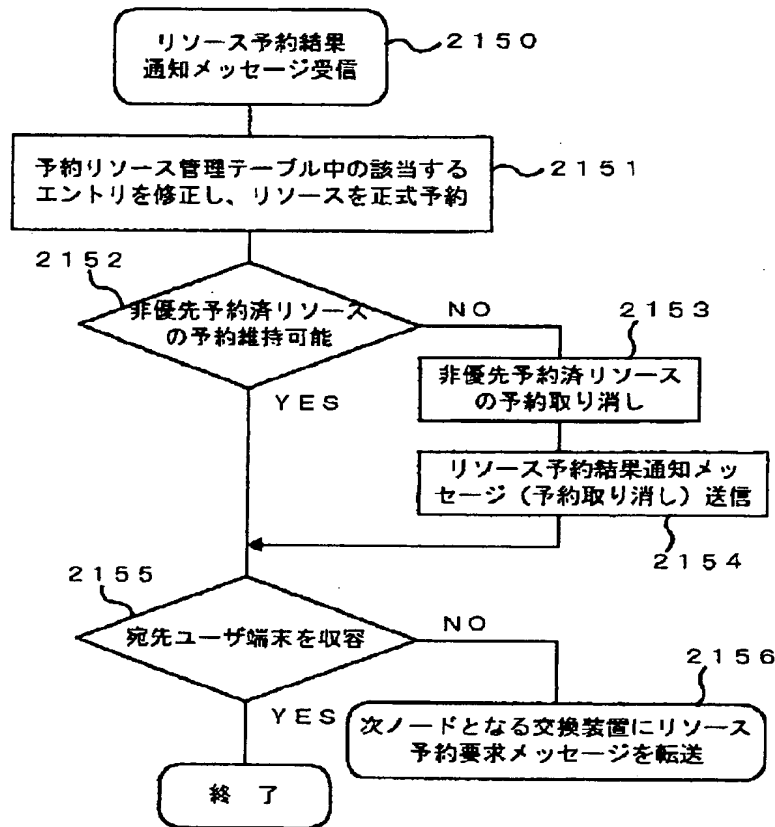 リソース予約結果
通知メッセージ受信
2150
予約リソース管理テーブル中の該当する
エントリを修正し、リソースを正式予約
2151
2152
非優先予約済リソース
の予約維持可能
NO
YES
2153
非優先予約済リソース
の予約取り消し
リソース予約結果通知メッ
セージ（予約取り消し）送信
2154
2155
宛先ユーザ端末を収容
NO
YES
2156
次ノードとなる交換装置にリソース
予約要求メッセージを転送
終 了